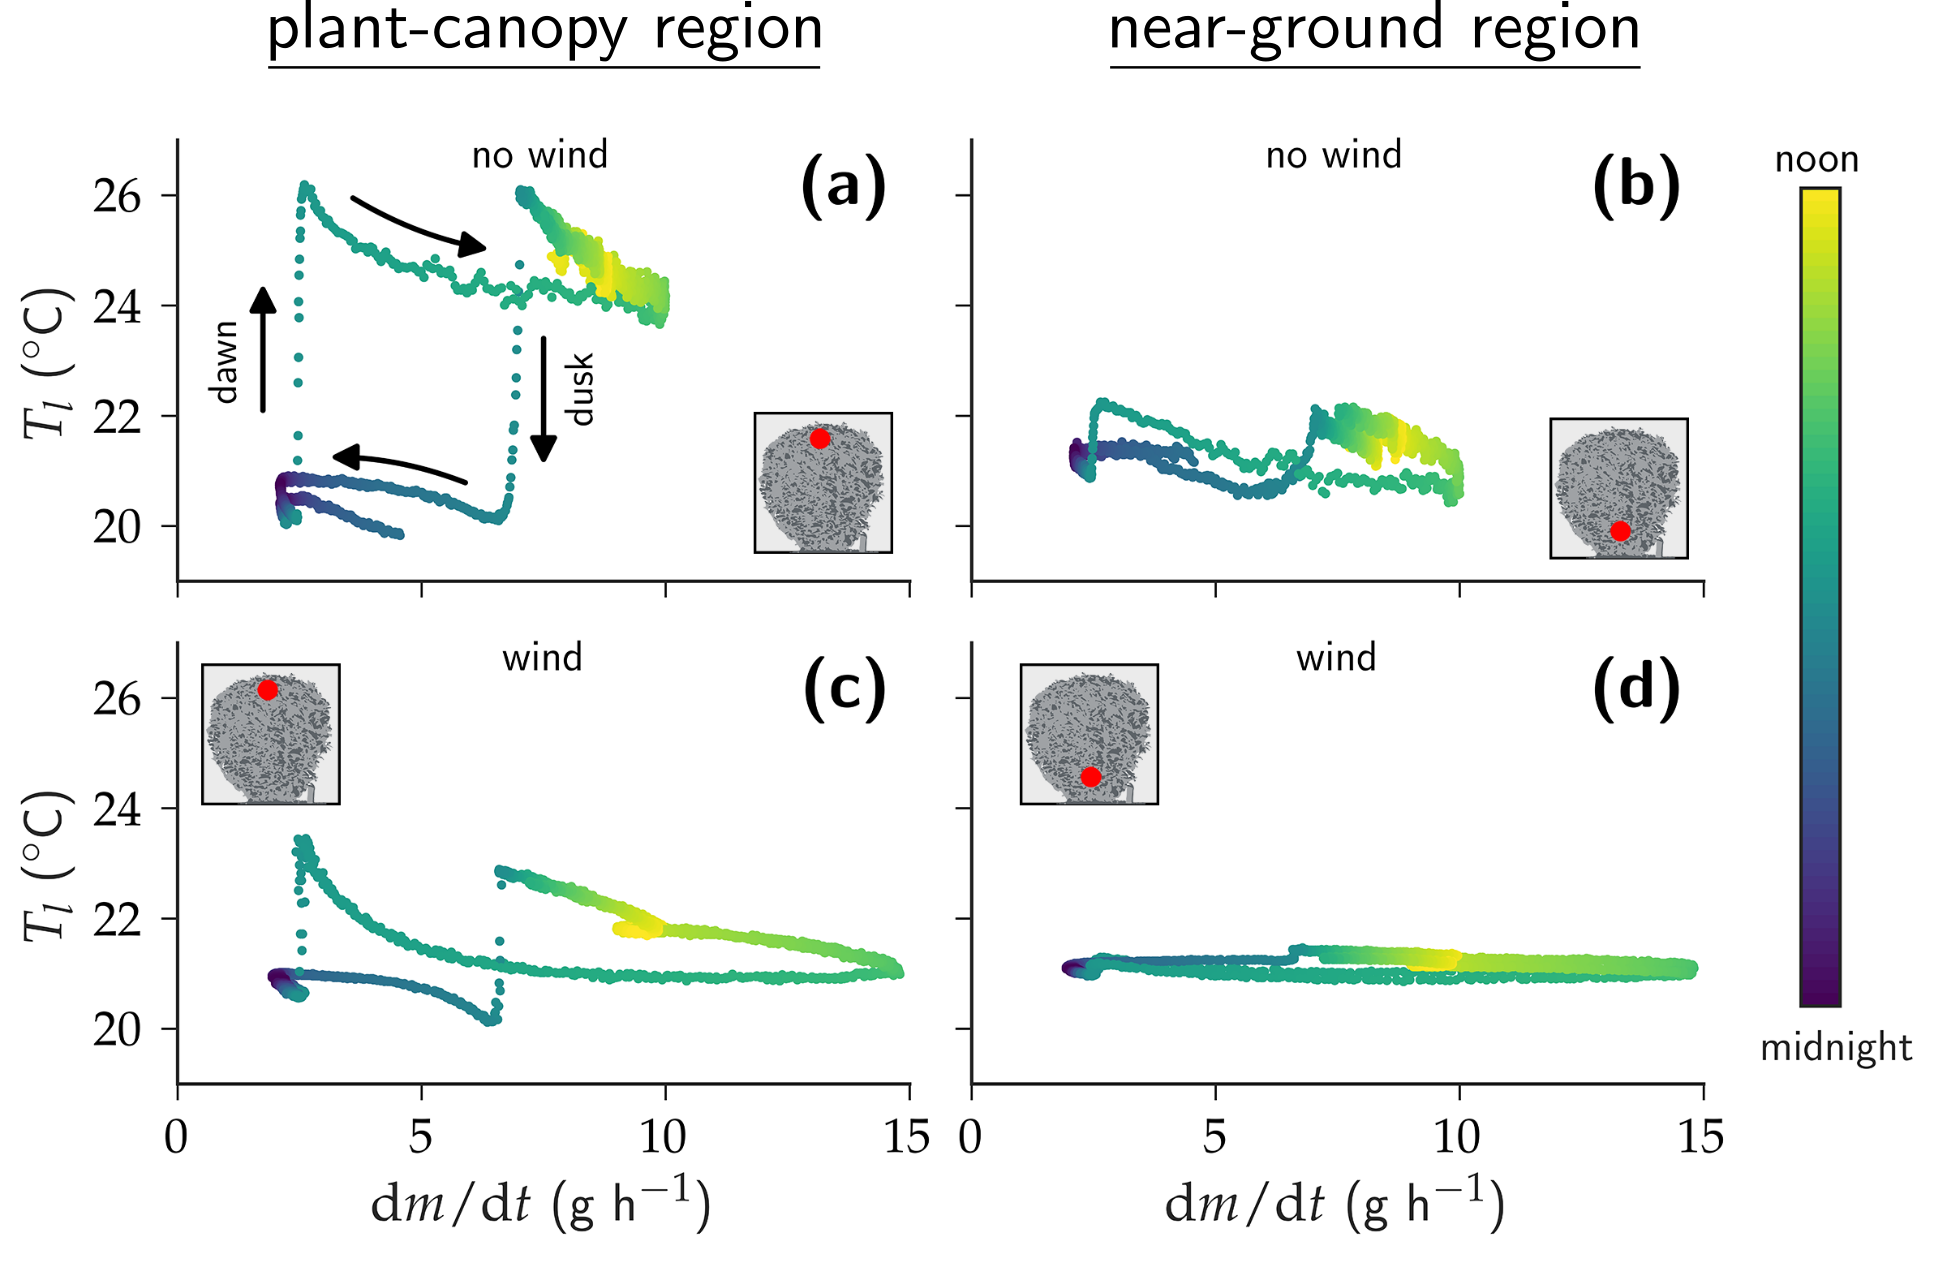 plant-canopy region near-ground region
no wind (a)
26
24
22
20
T_l (°C)
dawn
dusk
no wind (b)
noon
midnight
wind (c)
26
24
22
20
T_l (°C)
0 5 10 15
dm/dt (g h⁻¹)
wind (d)
0 5 10 15
dm/dt (g h⁻¹)